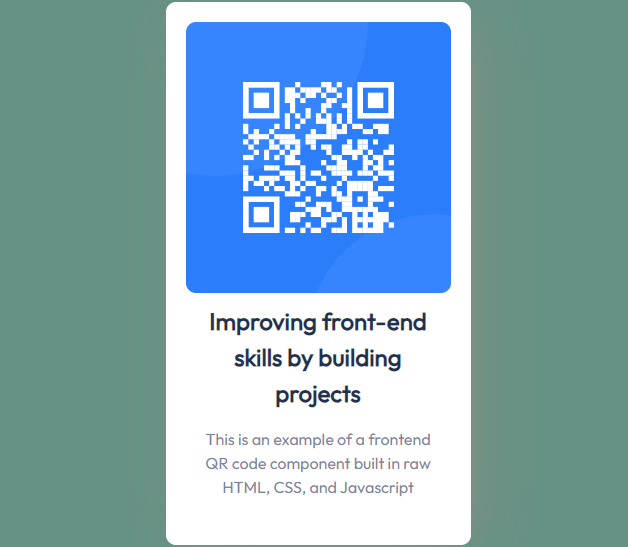 Improving front-end
skills by building
projects
This is an example of a frontend
QR code component built in raw
HTML, CSS, and Javascript